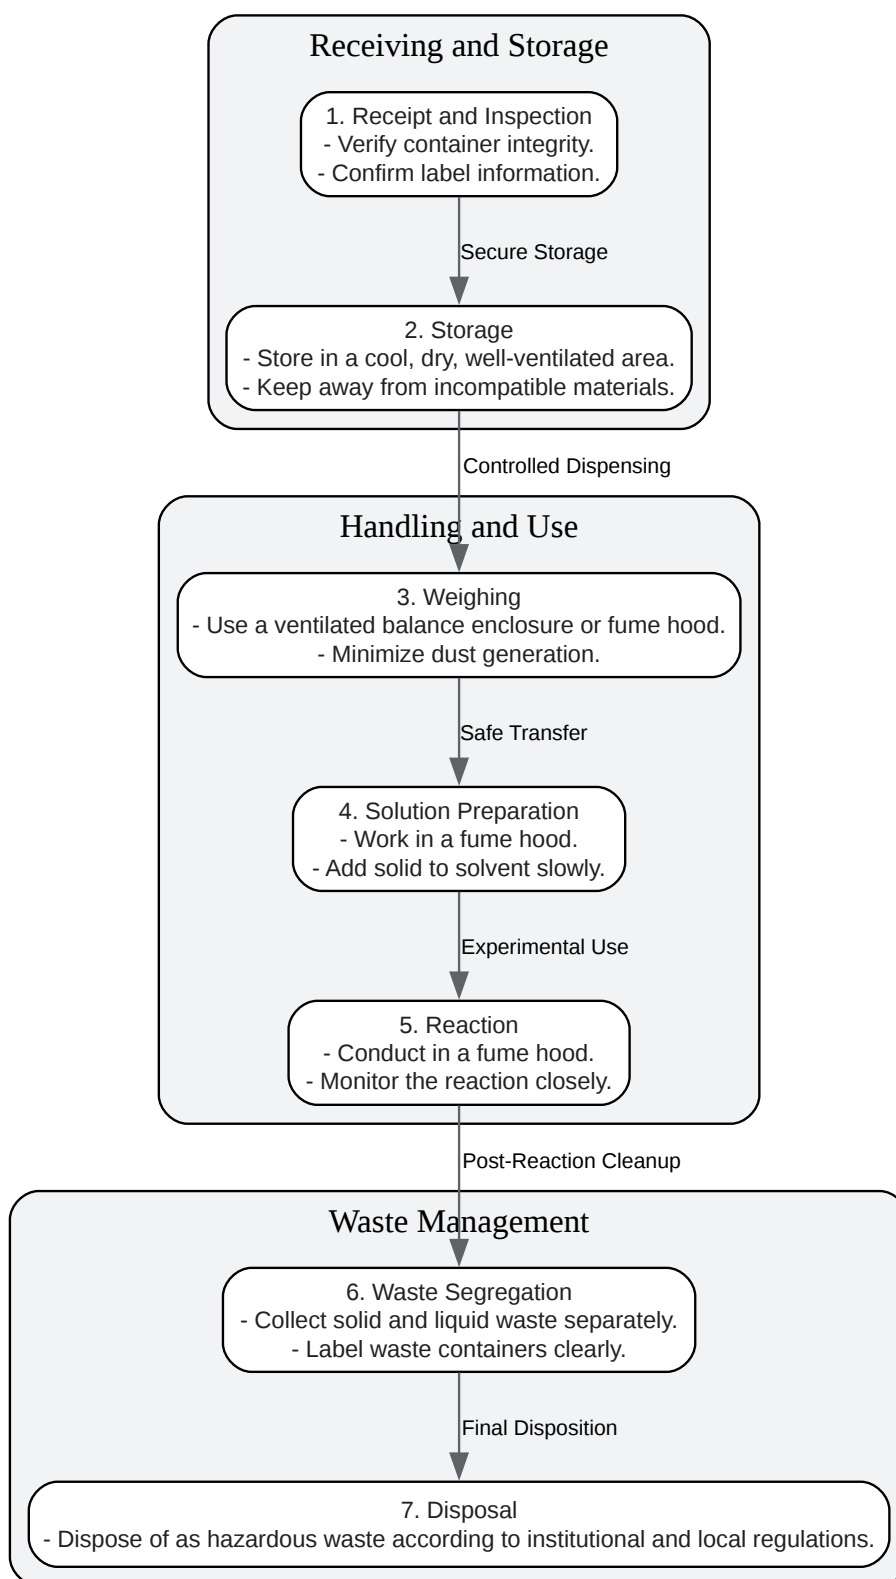 Receiving and Storage
1. Receipt and Inspection
- Verify container integrity.
- Confirm label information.
Secure Storage
2. Storage
- Store in a cool, dry, well-ventilated area.
- Keep away from incompatible materials.
Controlled Dispensing
Handling and Use
3. Weighing
- Use a ventilated balance enclosure or fume hood.
- Minimize dust generation.
Safe Transfer
4. Solution Preparation
- Work in a fume hood.
- Add solid to solvent slowly.
Experimental Use
5. Reaction
- Conduct in a fume hood.
- Monitor the reaction closely.
Post-Reaction Cleanup
Waste Management
6. Waste Segregation
- Collect solid and liquid waste separately.
- Label waste containers clearly.
Final Disposition
7. Disposal
- Dispose of as hazardous waste according to institutional and local regulations.